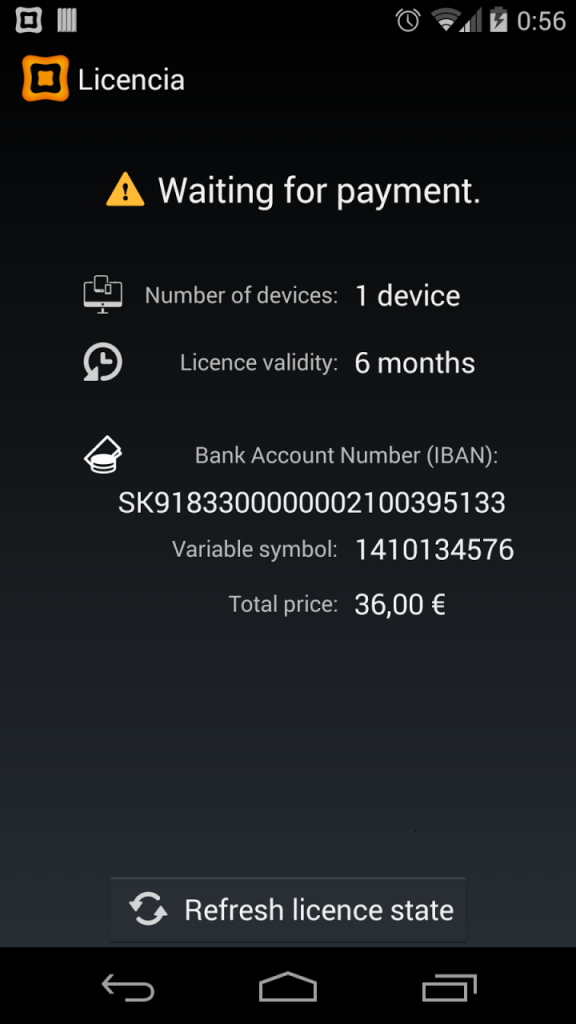 0:56
Licencia
Waiting for payment.
Number of devices: 1 device
Licence validity: 6 months
Bank Account Number (IBAN):
SK9183300000002100395133
Variable symbol: 1410134576
Total price: 36,00 €
Refresh licence state